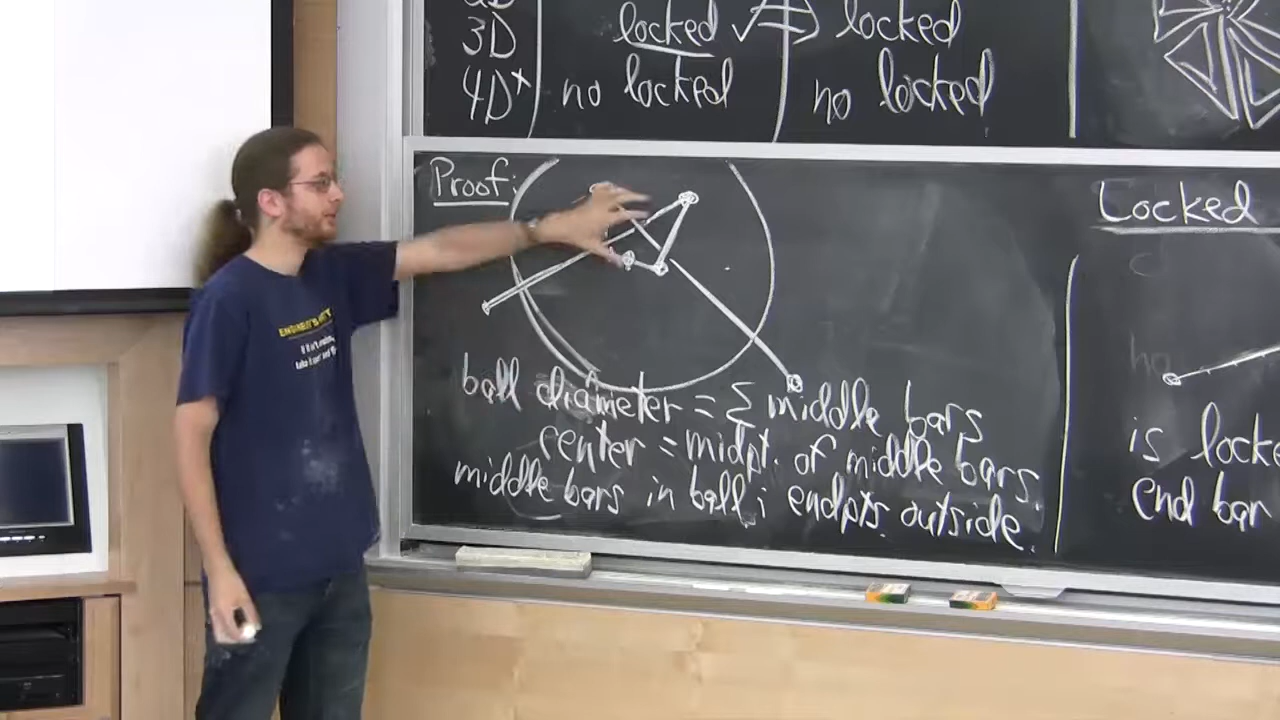 3D locked ⟺ locked
4D+ no locked no locked
Proof:
ball diameter = Σ middle bars
center = midpt. of middle bars.
middle bars in ball; endpts outside.
Locked
is locke
end bar